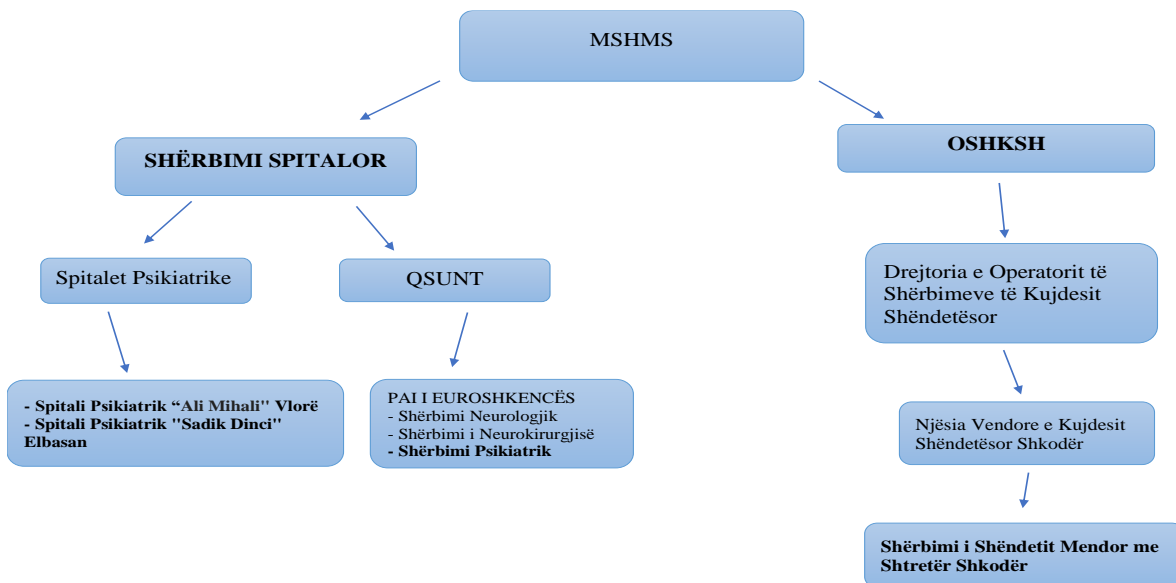 MSHMS
SHËRBIMI SPITALOR
OSHKSH
Spitalet Psikiatrike
QSUNT
Drejtoria e Operatorit të
Shërbimeve të Kujdesit
Shëndetësor
- Spitali Psikiatrik “Ali Mihali" Vlorë
- Spitali Psikiatrik "Sadik Dinci"
Elbasan
PAI I EUROSHKENCËS
- Shërbimi Neurologjik
- Shërbimi i Neurokirurgjisë
- Shërbimi Psikiatrik
Njësia Vendore e Kujdesit
Shëndetësor Shkodër
Shërbimi i Shëndetit Mendor me
Shtretër Shkodër